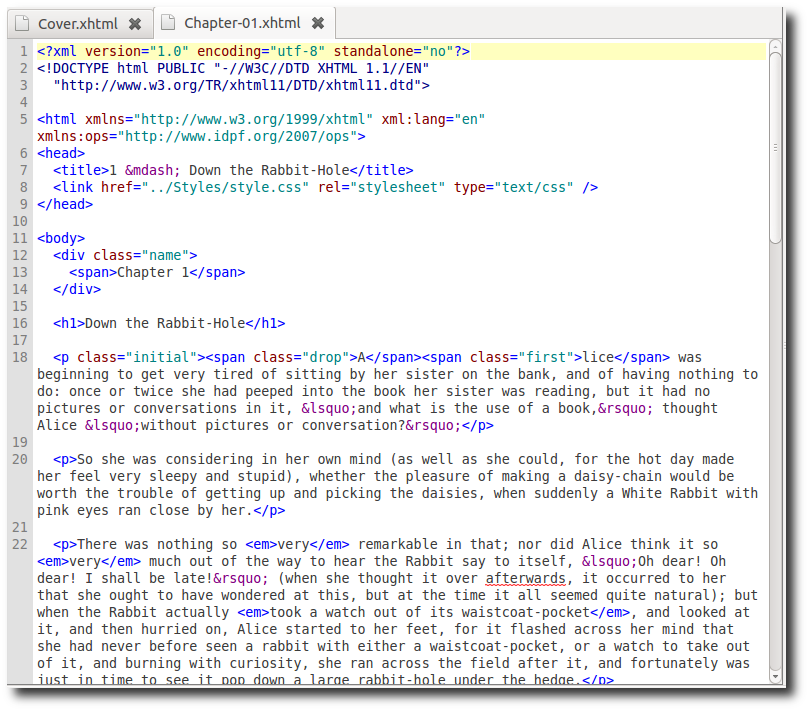 Cover.xhtml
Chapter-01.xhtml
1 <?xml version="1.0" encoding="utf-8" standalone="no"?>
2 <!DOCTYPE html PUBLIC "-//W3C//DTD XHTML 1.1//EN"
3   "http://www.w3.org/TR/xhtml11/DTD/xhtml11.dtd">
4
5 <html xmlns="http://www.w3.org/1999/xhtml" xml:lang="en"
xmlns:ops="http://www.idpf.org/2007/ops">
6 <head>
7   <title>1 &mdash; Down the Rabbit-Hole</title>
8   <link href="../Styles/style.css" rel="stylesheet" type="text/css" />
9 </head>
10
11 <body>
12   <div class="name">
13     <span>Chapter 1</span>
14   </div>
15
16   <h1>Down the Rabbit-Hole</h1>
17
18   <p class="initial"><span class="drop">A</span><span class="first">lice</span> was
beginning to get very tired of sitting by her sister on the bank, and of having nothing to
do: once or twice she had peeped into the book her sister was reading, but it had no
pictures or conversations in it, &lsquo;and what is the use of a book,&rsquo; thought
Alice &lsquo;without pictures or conversation?&rsquo;</p>
19
20   <p>So she was considering in her own mind (as well as she could, for the hot day made
her feel very sleepy and stupid), whether the pleasure of making a daisy-chain would be
worth the trouble of getting up and picking the daisies, when suddenly a White Rabbit with
pink eyes ran close by her.</p>
21
22   <p>There was nothing so <em>very</em> remarkable in that; nor did Alice think it so
<em>very</em> much out of the way to hear the Rabbit say to itself, &lsquo;Oh dear! Oh
dear! I shall be late!&rsquo; (when she thought it over afterwards, it occurred to her
that she ought to have wondered at this, but at the time it all seemed quite natural); but
when the Rabbit actually <em>took a watch out of its waistcoat-pocket</em>, and looked at
it, and then hurried on, Alice started to her feet, for it flashed across her mind that
she had never before seen a rabbit with either a waistcoat-pocket, or a watch to take out
of it, and burning with curiosity, she ran across the field after it, and fortunately was
just in time to see it pop down a large rabbit-hole under the hedge.</p>